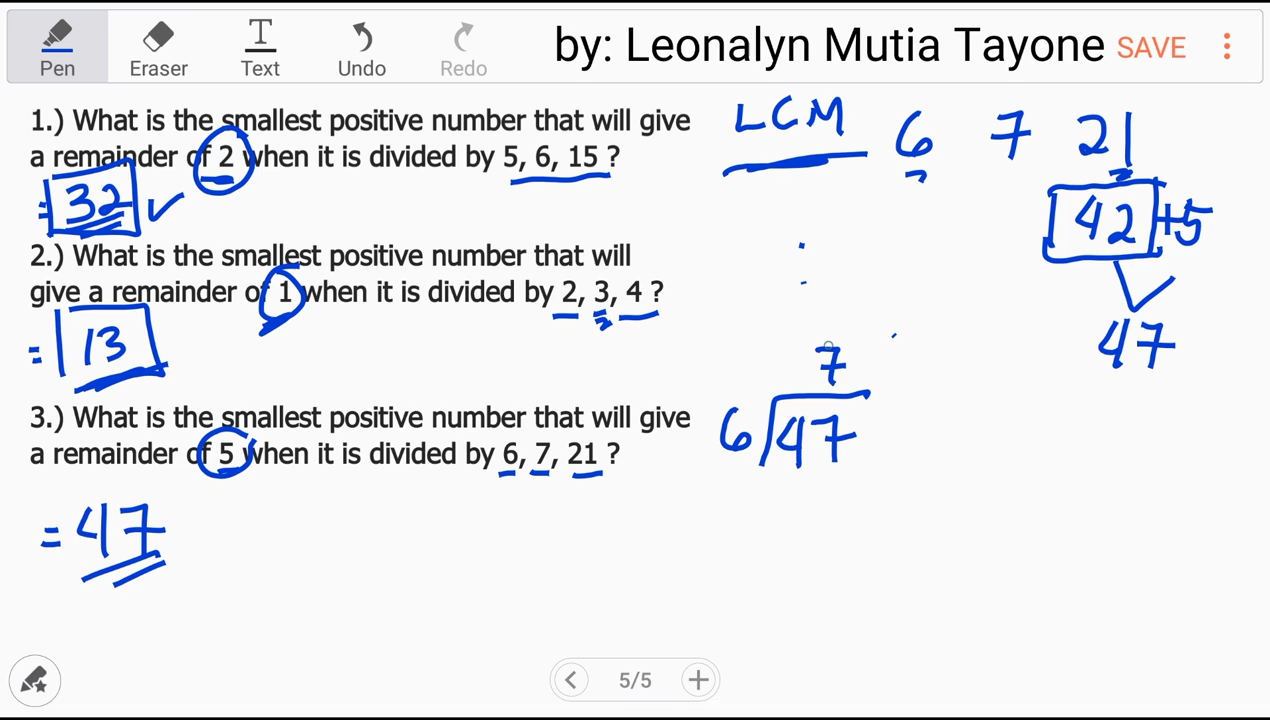 Pen
Eraser
Text
Undo
Redo
by: Leonalyn Mutia Tayone
SAVE
1.) What is the smallest positive number that will give
a remainder of 2 when it is divided by 5, 6, 15 ?
= 32
2.) What is the smallest positive number that will
give a remainder of 1 when it is divided by 2, 3, 4 ?
= 13
3.) What is the smallest positive number that will give
a remainder of 5 when it is divided by 6, 7, 21 ?
= 47
LCM 6 7 21
42 +5
47
7
6 47
5/5